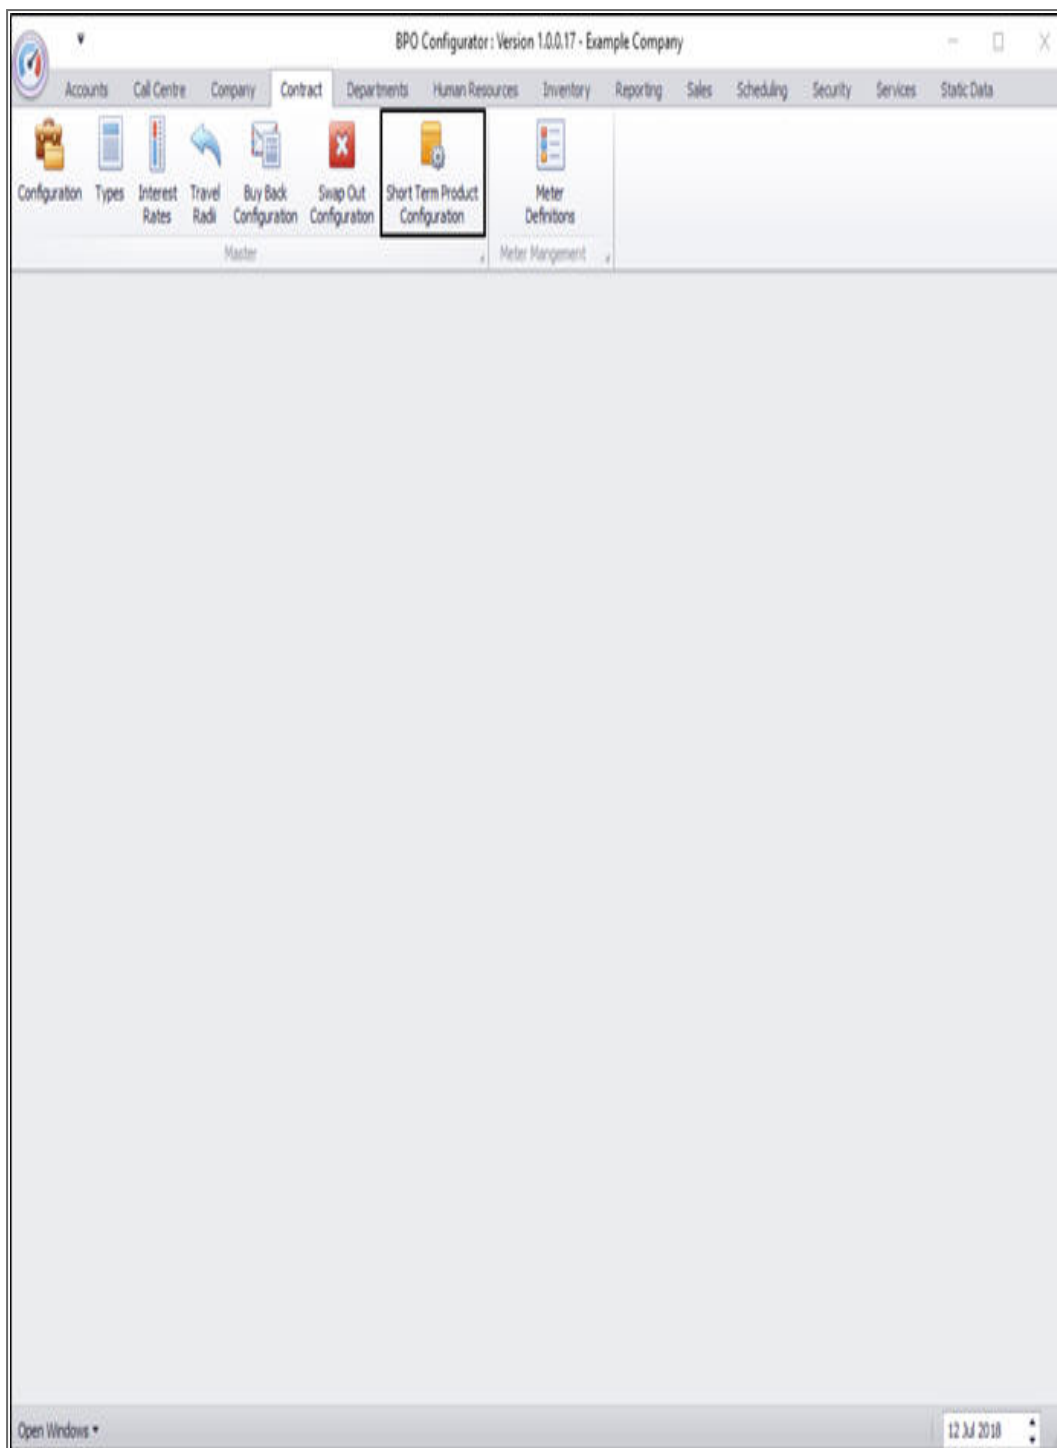 BPO Configurator : Version 1.0.0.17 - Example Company
Accounts Call Centre Company Contract Departments Human Resources Inventory Reporting Sales Scheduling Security Services Static Data
Configuration Types Interest Rates Travel Radii Buy Back Configuration Swap Out Configuration Short Term Product Configuration Meter Definitions
Master Meter Mangement
Open Windows 12 Jul 2018